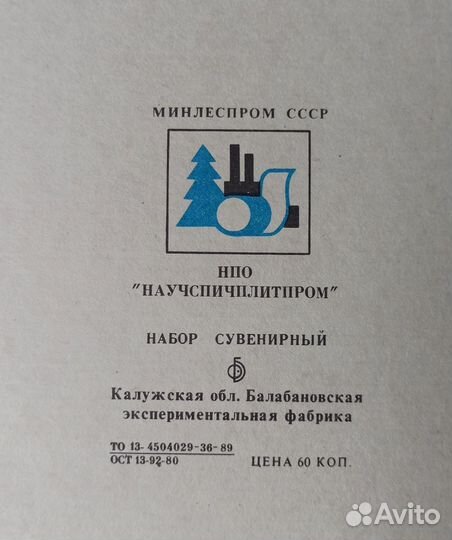 МИНЛЕСПРОМ СССР
НПО
"НАУЧСПИЧПЛИТПРОМ"
НАБОР СУВЕНИРНЫЙ
Калужская обл. Балабановская
экспериментальная фабрика
ТО 13-4504029-36-89
ОСТ 13-92-80
ЦЕНА 60 КОП.
Avito